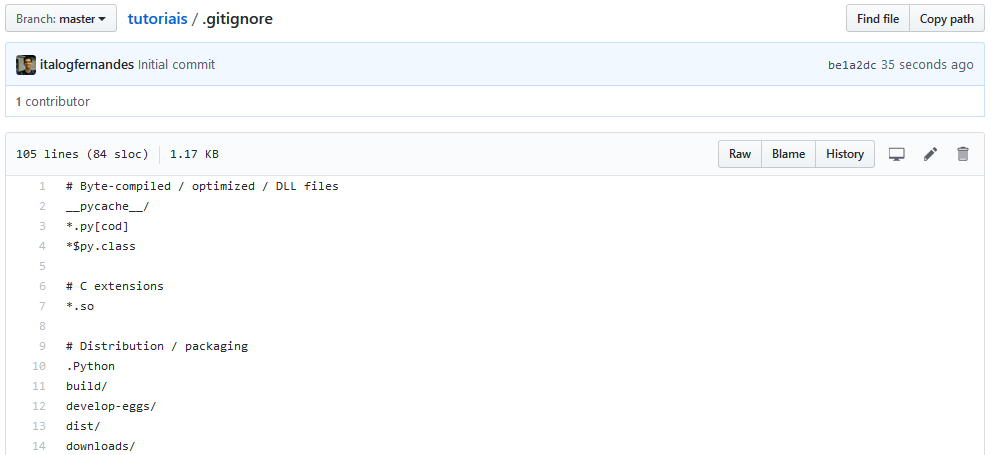 Branch: master tutoriais / .gitignore Find file Copy path
italogfernandes Initial commit be1a2dc 35 seconds ago
1 contributor
105 lines (84 sloc) 1.17 KB Raw Blame History
1 # Byte-compiled / optimized / DLL files
2 __pycache__/
3 *.py[cod]
4 *$py.class
5
6 # C extensions
7 *.so
8
9 # Distribution / packaging
10 .Python
11 build/
12 develop-eggs/
13 dist/
14 downloads/